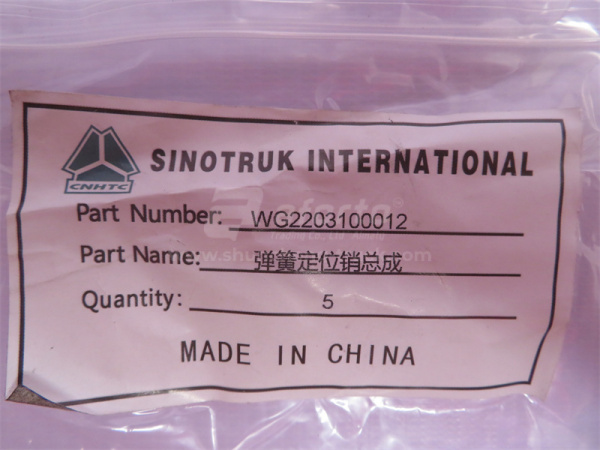 SINOTRUK INTERNATIONAL
CNHTC
Part Number: WG2203100012
Part Name: 弹簧定位销总成
Quantity: 5
MADE IN CHINA